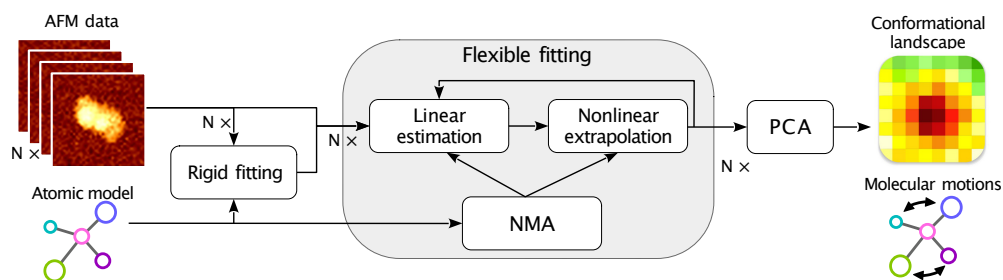 AFM data
N ×
Atomic model
N ×
Rigid fitting
N ×
Flexible fitting
Linear
estimation
Nonlinear
extrapolation
NMA
N ×
PCA
Conformational
landscape
Molecular motions